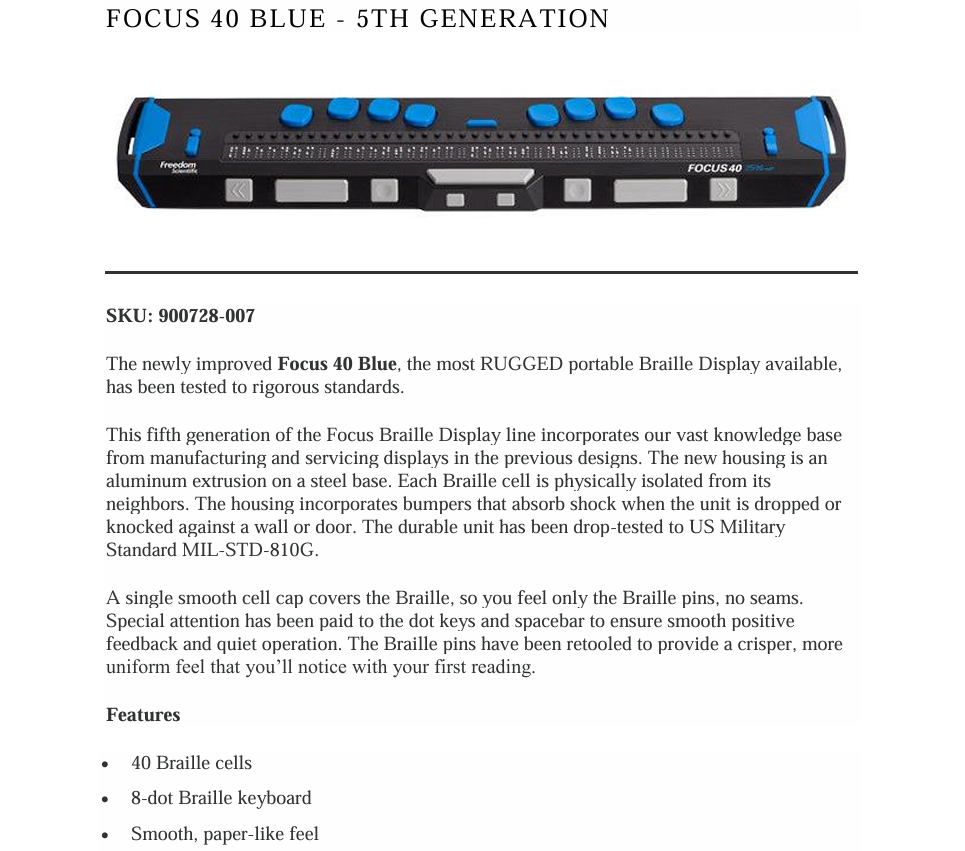 FOCUS 40 BLUE - 5TH GENERATION
Freedom
Scientific
FOCUS 40
SKU: 900728-007
The newly improved Focus 40 Blue, the most RUGGED portable Braille Display available,
has been tested to rigorous standards.
This fifth generation of the Focus Braille Display line incorporates our vast knowledge base
from manufacturing and servicing displays in the previous designs. The new housing is an
aluminum extrusion on a steel base. Each Braille cell is physically isolated from its
neighbors. The housing incorporates bumpers that absorb shock when the unit is dropped or
knocked against a wall or door. The durable unit has been drop-tested to US Military
Standard MIL-STD-810G.
A single smooth cell cap covers the Braille, so you feel only the Braille pins, no seams.
Special attention has been paid to the dot keys and spacebar to ensure smooth positive
feedback and quiet operation. The Braille pins have been retooled to provide a crisper, more
uniform feel that you’ll notice with your first reading.
Features
• 40 Braille cells
• 8-dot Braille keyboard
• Smooth, paper-like feel